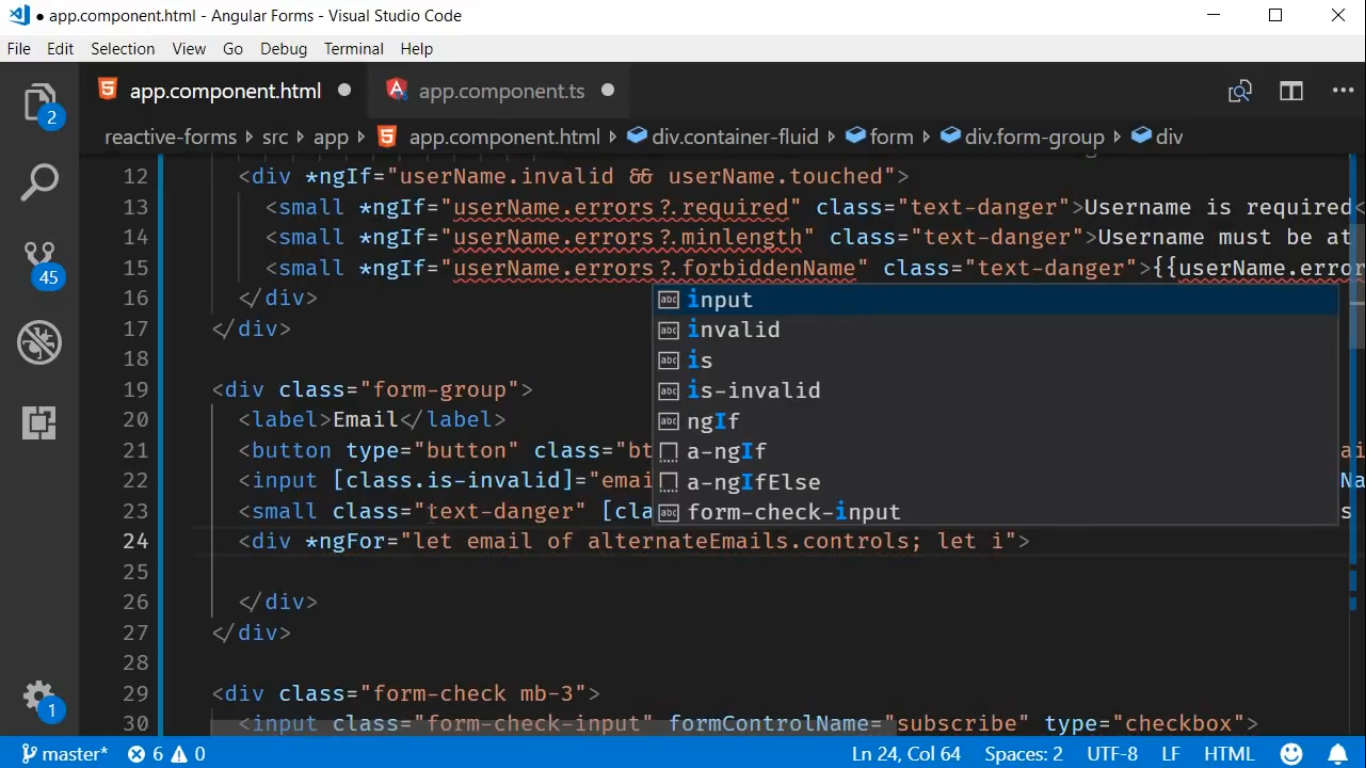 app.component.html - Angular Forms - Visual Studio Code
File Edit Selection View Go Debug Terminal Help
app.component.html app.component.ts
2
reactive-forms src app app.component.html div.container-fluid form div.form-group div
12 <div *ngIf="userName.invalid && userName.touched">
13 <small *ngIf="userName.errors?.required" class="text-danger">Username is required<
14 <small *ngIf="userName.errors?.minlength" class="text-danger">Username must be at
15 <small *ngIf="userName.errors?.forbiddenName" class="text-danger">{{userName.error
45
16 </div>
17 </div>
18
19 <div class="form-group">
20 <label>Email</label>
21 <button type="button" class="bt
22 <input [class.is-invalid]="emai
23 <small class="text-danger" [cla
24 <div *ngFor="let email of alternateEmails.controls; let i">
25
26 </div>
27 </div>
28
29 <div class="form-check mb-3">
30 <input class="form-check-input" formControlName="subscribe" type="checkbox">
input
invalid
is
is-invalid
ngIf
a-ngIf
a-ngIfElse
form-check-input
1
master* 6 0 Ln 24, Col 64 Spaces: 2 UTF-8 LF HTML